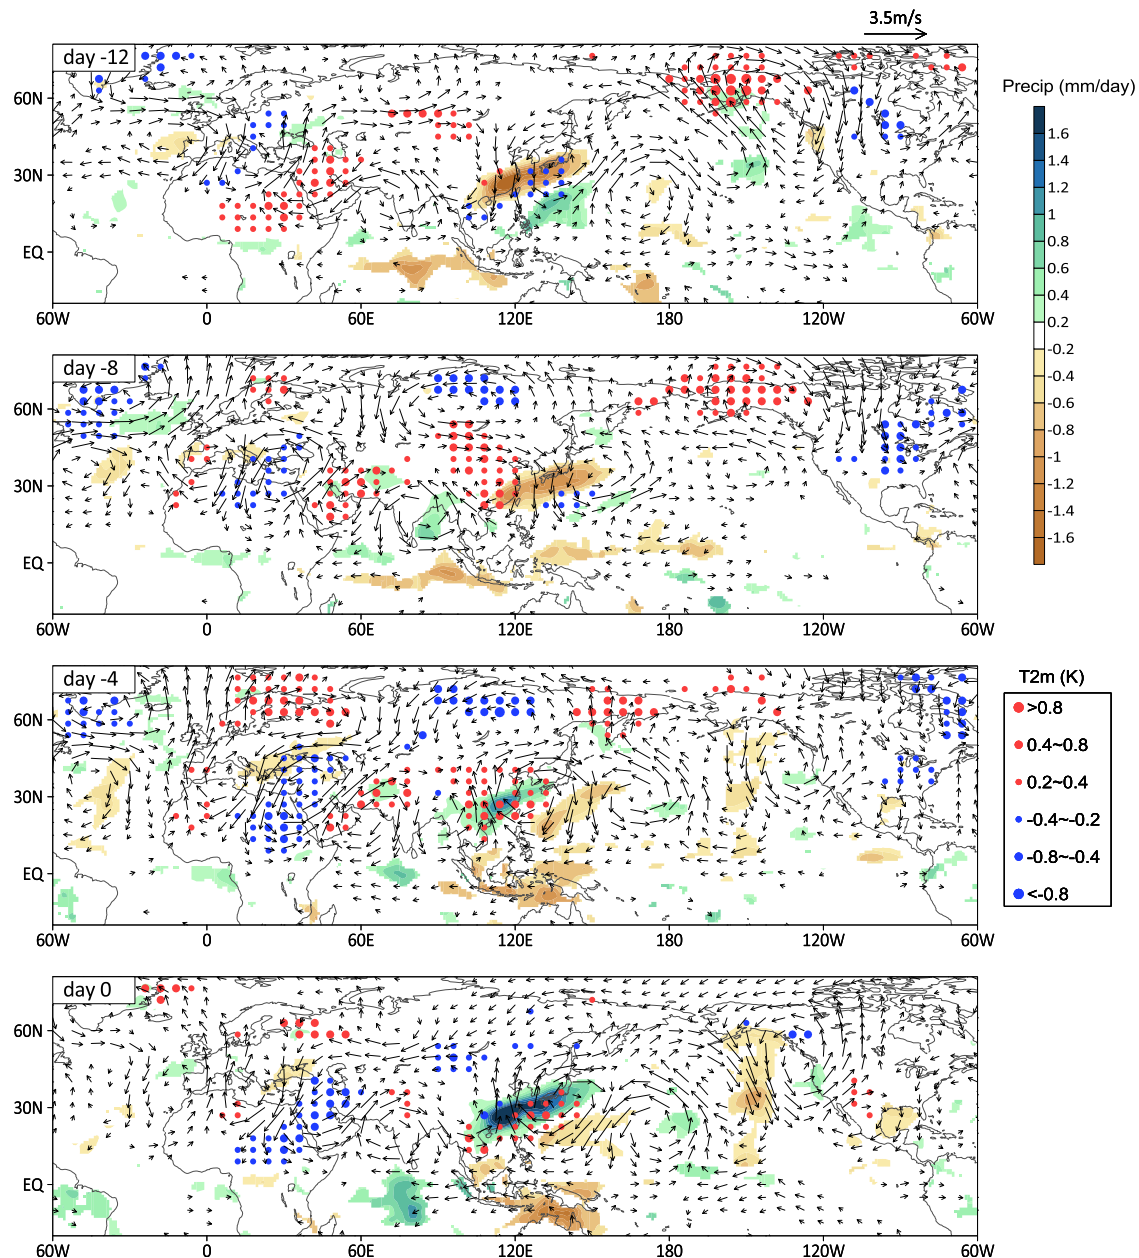 3.5m/s
day -12
60N
30N
EQ
60W 0 60E 120E 180 120W 60W
Precip (mm/day)
1.6
1.4
1.2
1
0.8
0.6
0.4
0.2
-0.2
-0.4
-0.6
-0.8
-1
-1.2
-1.4
-1.6
day -8
60N
30N
EQ
60W 0 60E 120E 180 120W 60W
day -4
60N
30N
EQ
60W 0 60E 120E 180 120W 60W
T2m (K)
>0.8
0.4~0.8
0.2~0.4
-0.4~-0.2
-0.8~-0.4
<-0.8
day 0
60N
30N
EQ
60W 0 60E 120E 180 120W 60W